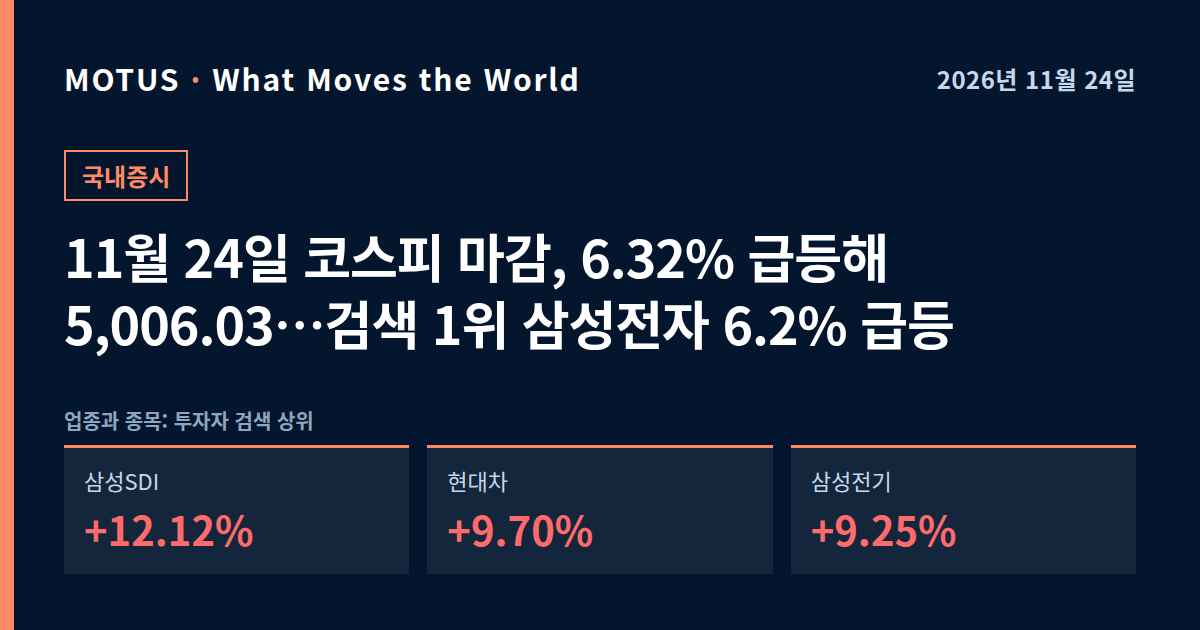 MOTUS · What Moves the World
2026년 11월 24일
국내증시
11월 24일 코스피 마감, 6.32% 급등해
5,006.03…검색 1위 삼성전자 6.2% 급등
업종과 종목: 투자자 검색 상위
삼성SDI
+12.12%
현대차
+9.70%
삼성전기
+9.25%